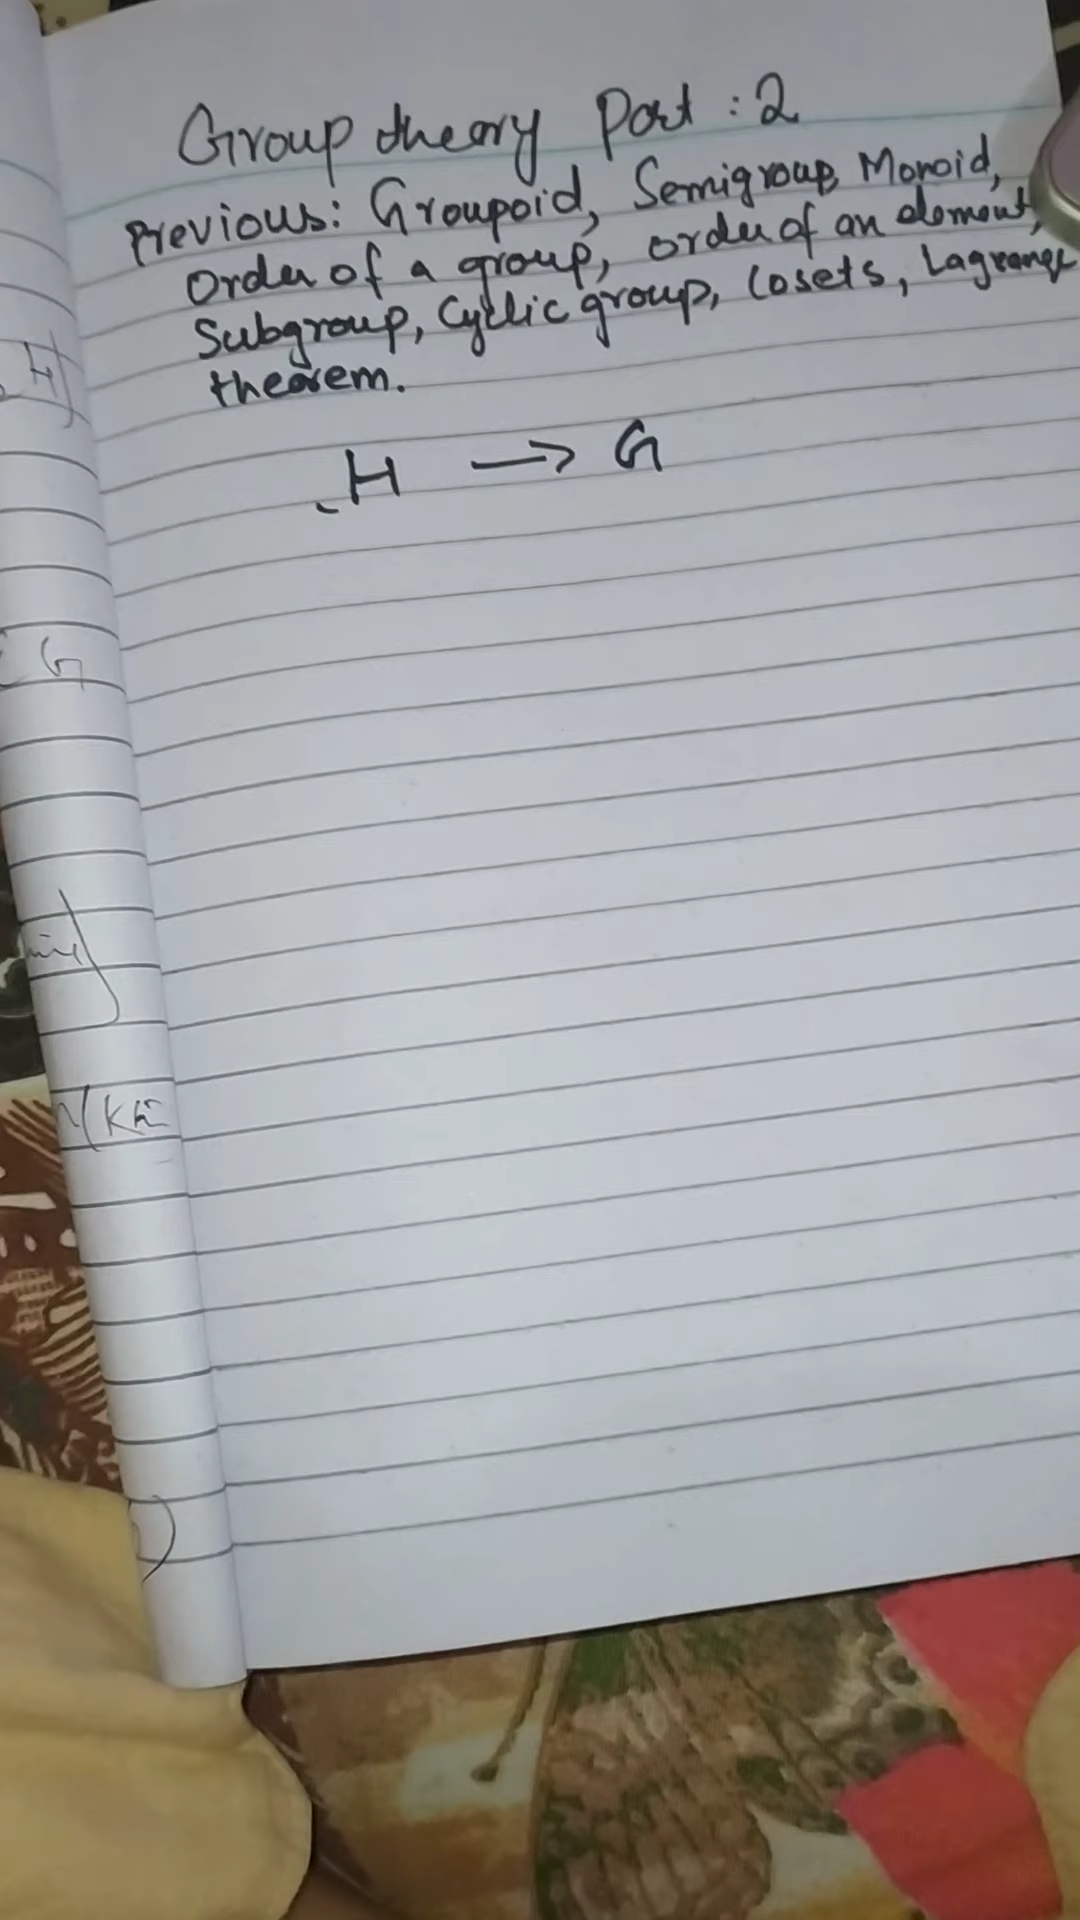 Group theory Part : 2
Previous: Groupoid, Semigroup, Monoid,
Order of a group, order of an element,
Subgroup, Cyclic group, Cosets, Lagrange
theorem.
H → G
H
G